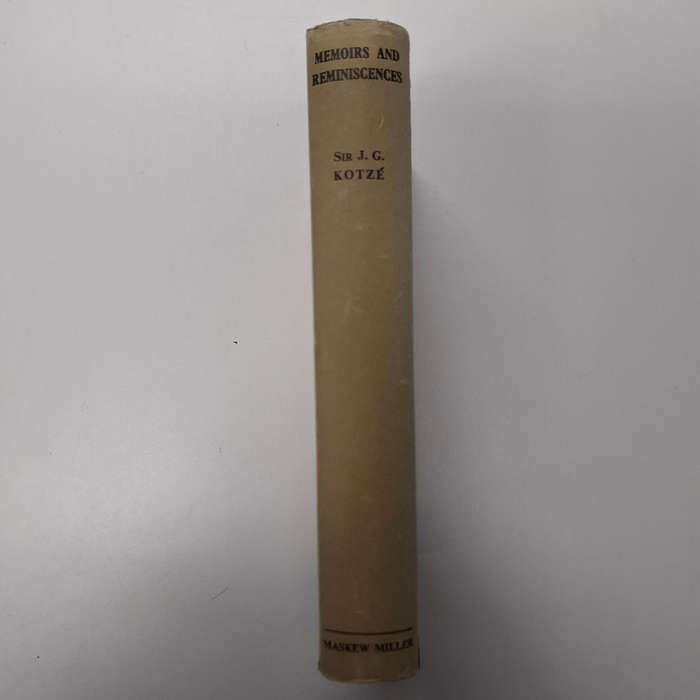 MEMOIRS AND
REMINISCENCES
SIR J. G.
KOTZÉ
MASKEW MILLER